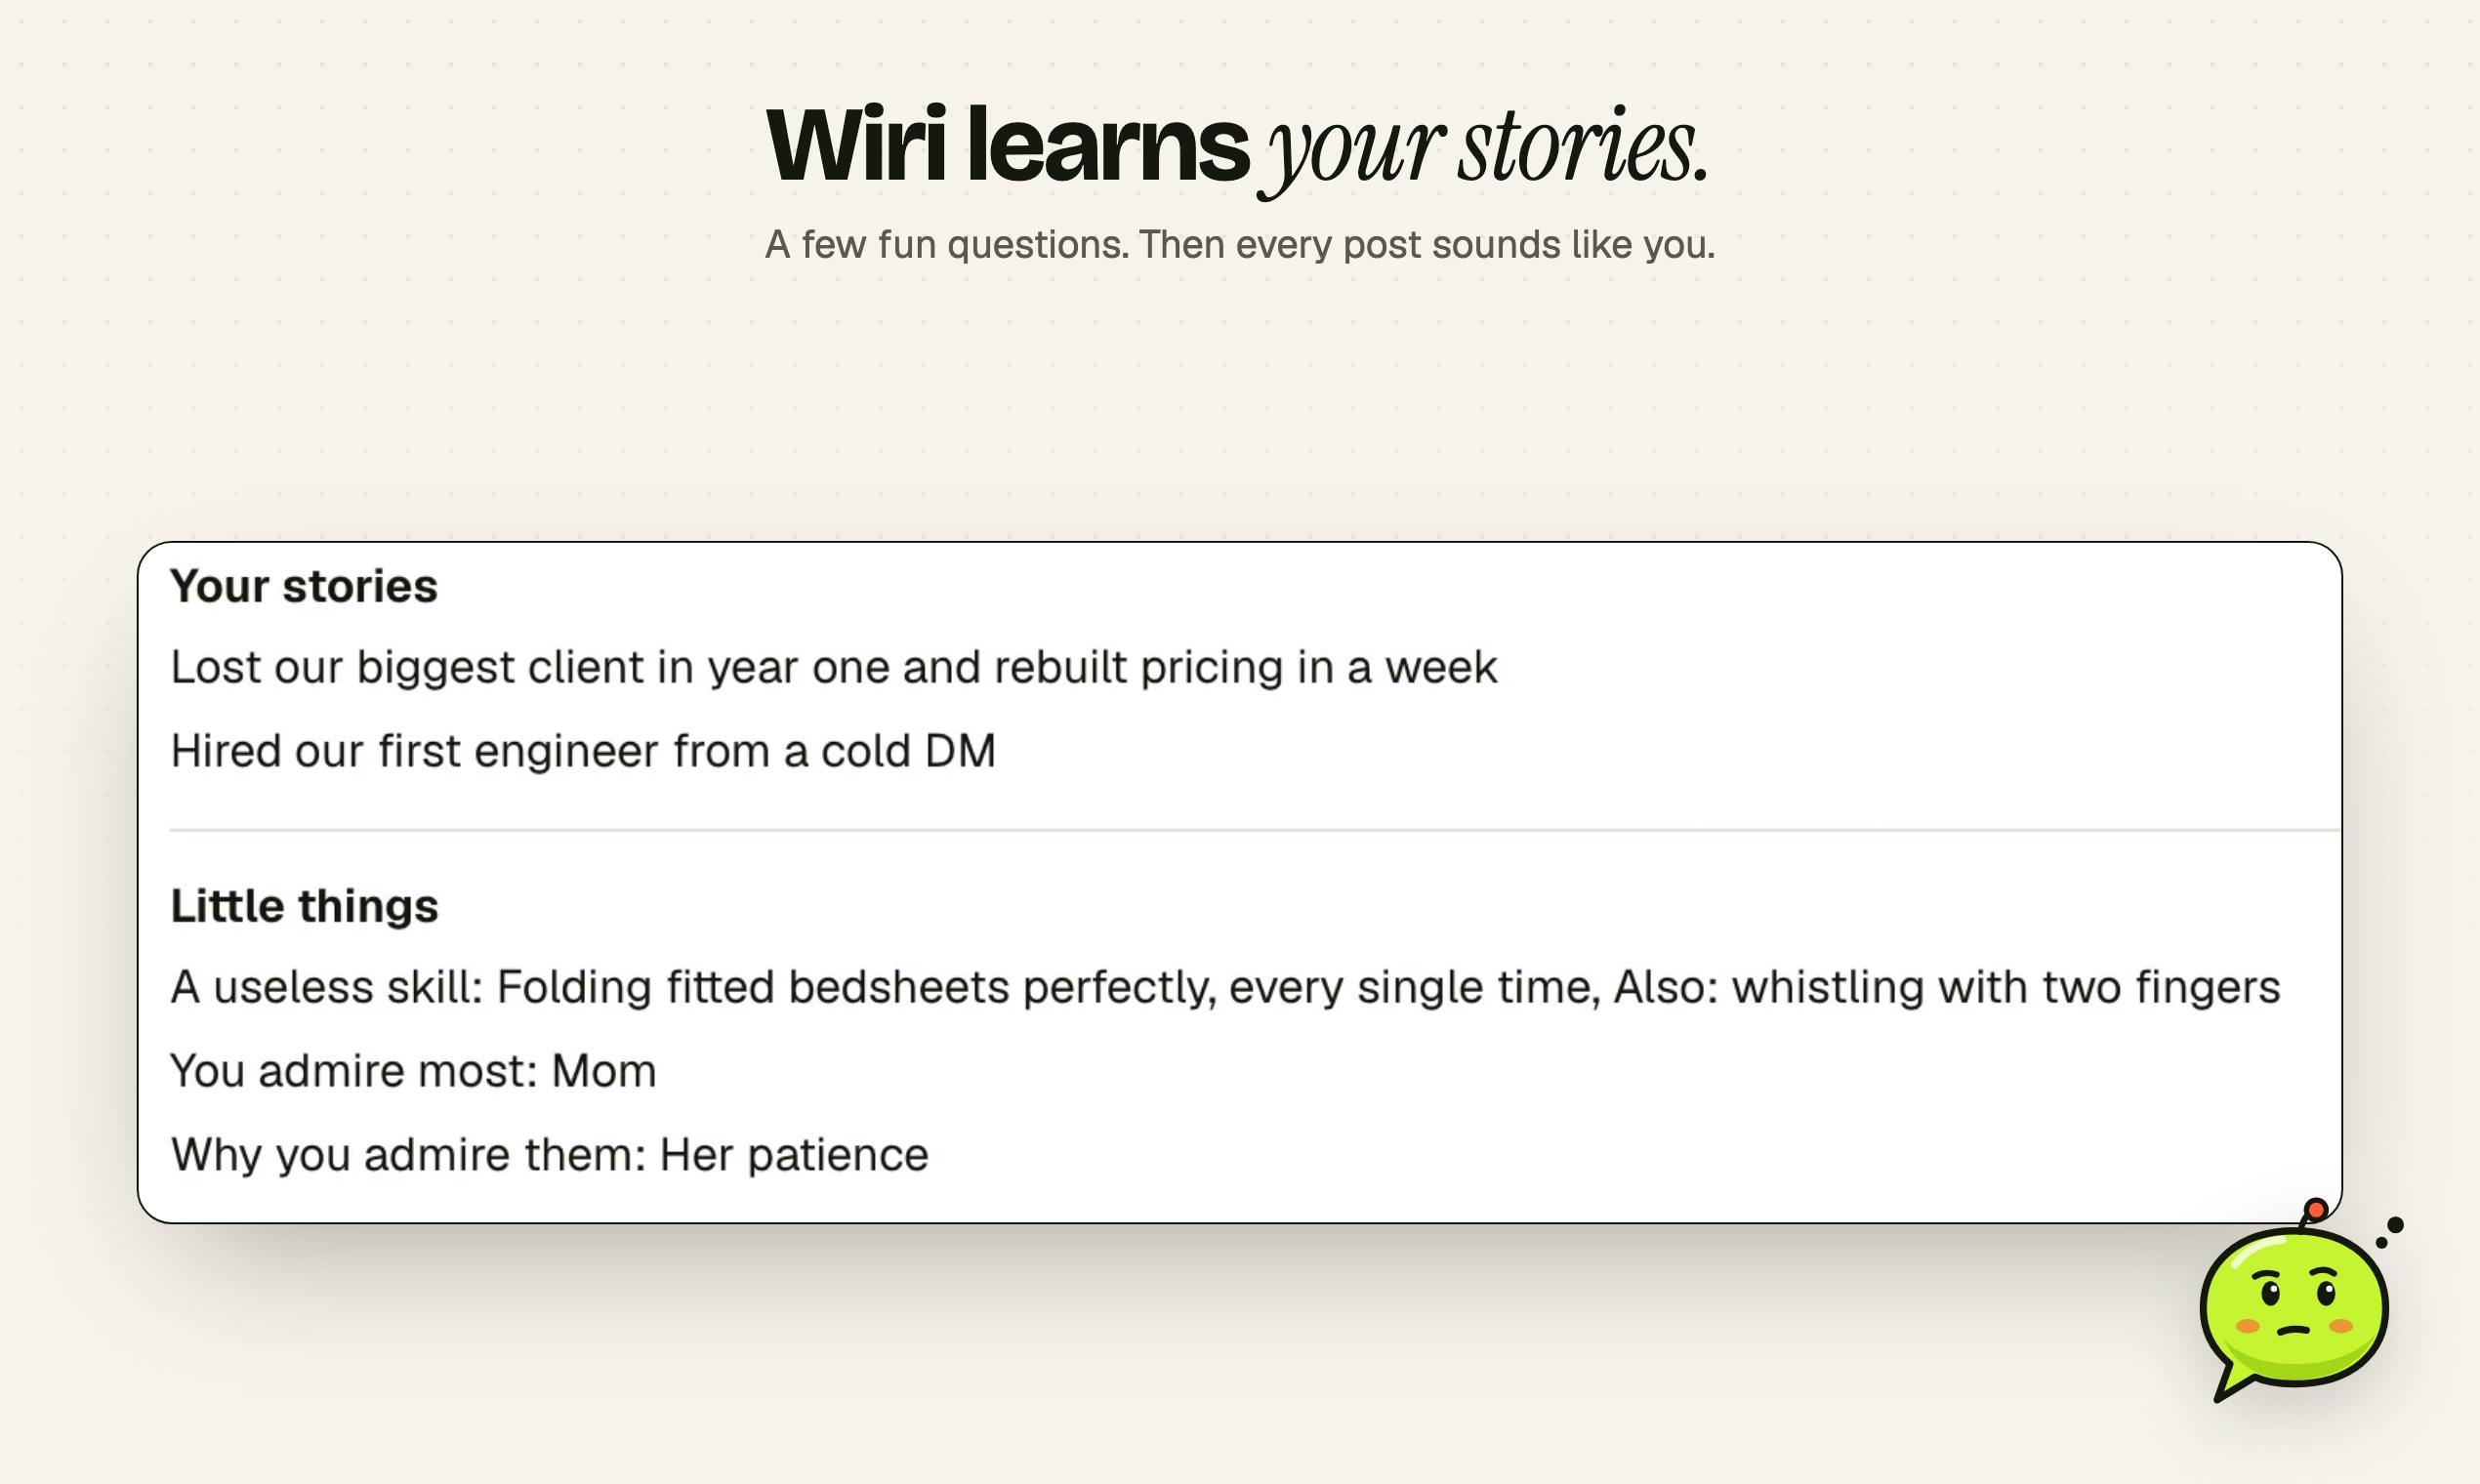 Wiri learns your stories.
A few fun questions. Then every post sounds like you.
Your stories
Lost our biggest client in year one and rebuilt pricing in a week
Hired our first engineer from a cold DM
Little things
A useless skill: Folding fitted bedsheets perfectly, every single time, Also: whistling with two fingers
You admire most: Mom
Why you admire them: Her patience